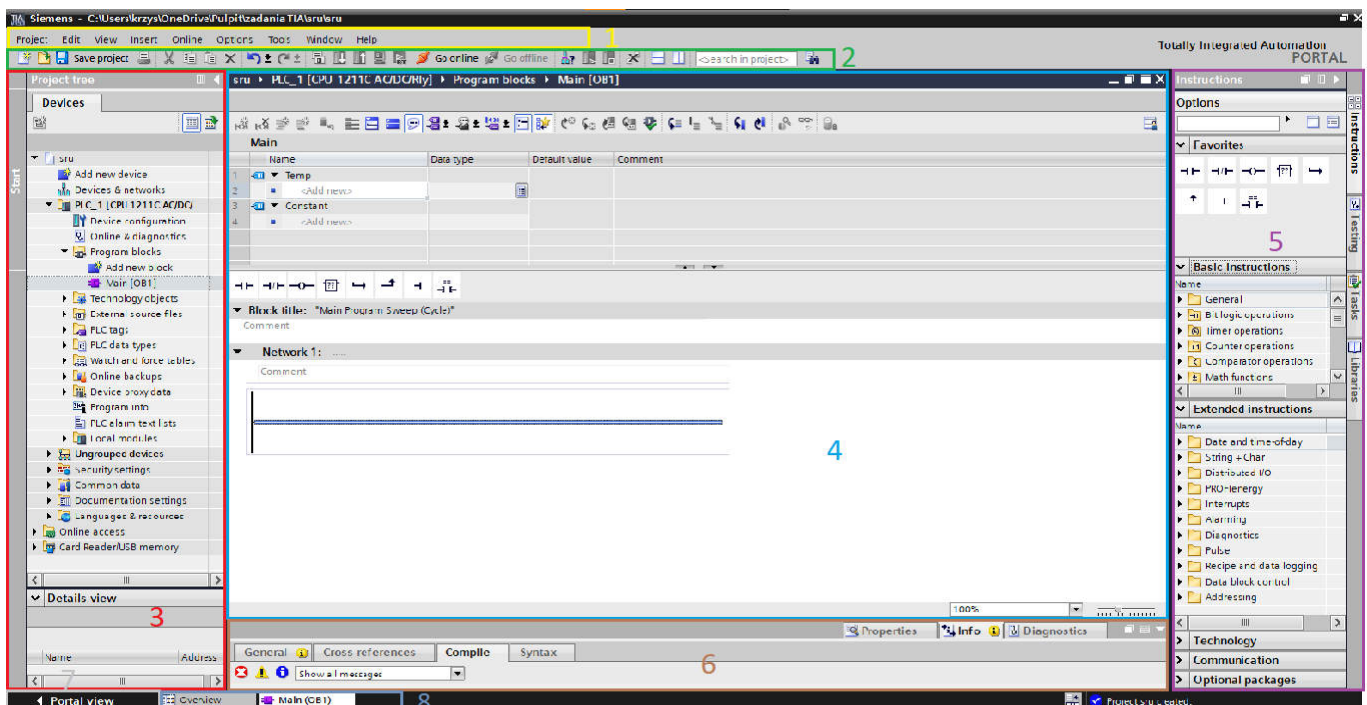 Siemens - C:\Users\krzys\OneDrive\Pulpit\zadania TIA\sru\sru
Project Edit View Insert Online Options Tools Window Help
1
Totally Integrated Automation
PORTAL
Save project
Go online
Go offline
<search in project>
2
Project tree
Devices
Start
sru
Add new device
Devices & networks
PLC_1 [CPU 1211C AC/DC/
Device configuration
Online & diagnostics
Program blocks
Add new block
Main [OB1]
Technology objects
External source files
PLC tags
PLC data types
Watch and force tables
Online backups
Device proxy data
Program info
PLC alarm text lists
Local modules
Ungrouped devices
Security settings
Common data
Documentation settings
Languages & resources
Online access
Card Reader/USB memory
Details view
3
Name Address
7
sru PLC_1 [CPU 1211C AC/DC/Rly] Program blocks Main [OB1]
Main
Name Data type Default value Comment
1 Temp
2 <Add new>
3 Constant
4 <Add new>
Block title: "Main Program Sweep (Cycle)"
Comment
Network 1: .....
Comment
4
100%
Properties Info Diagnostics
General Cross references Compile Syntax
Show all messages
6
Instructions
Options
Favorites
5
Basic Instructions
Name
General
Bit logic operations
Timer operations
Counter operations
Comparator operations
Math functions
Extended instructions
Name
Date and time-of-day
String + Char
Distributed I/O
PROFIenergy
Interrupts
Alarming
Diagnostics
Pulse
Recipe and data logging
Data block control
Addressing
Technology
Communication
Optional packages
Instructions
Testing
Tasks
Libraries
Portal view
Overview
Main (OB1)
8
Project sru created.